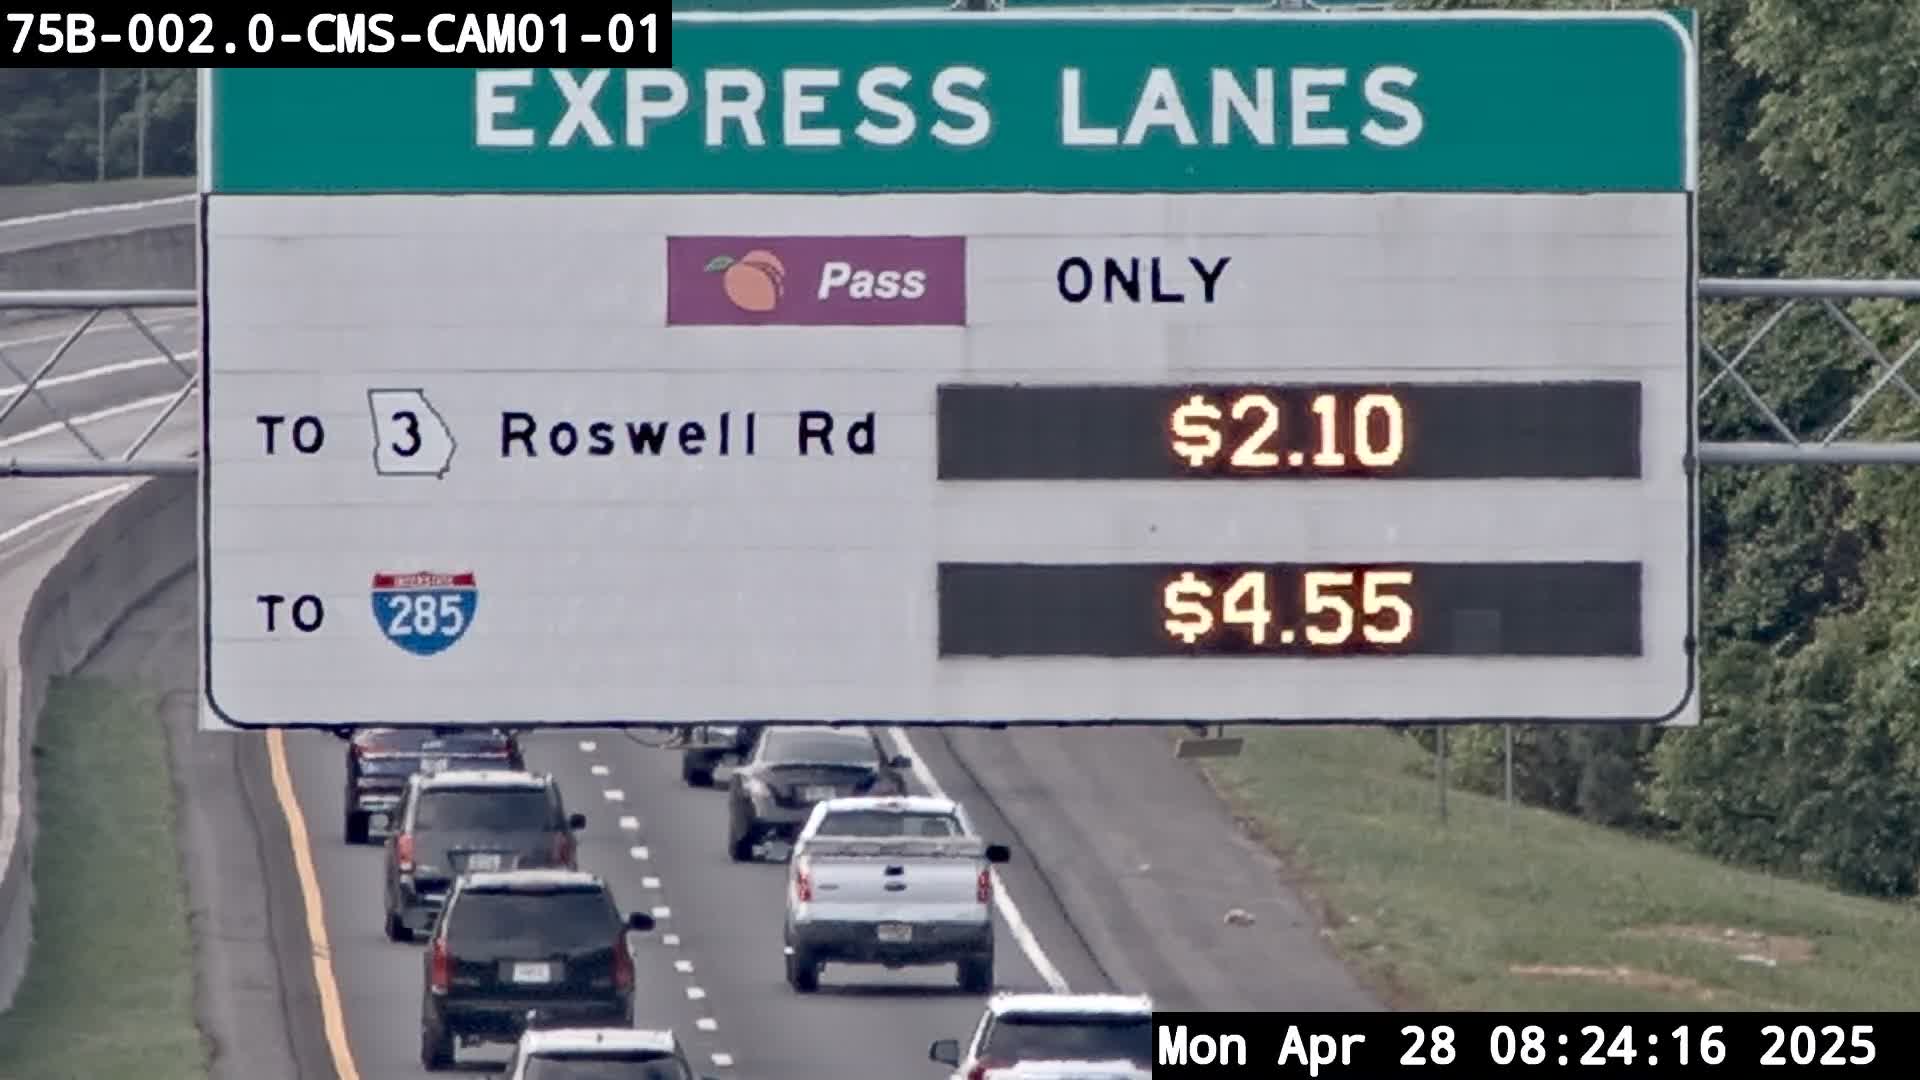 75B-002.0-CMS-CAM01-01
EXPRESS LANES
Pass ONLY
TO 3 Roswell Rd $2.10
INTERSTATE
TO 285 $4.55
Mon Apr 28 08:24:16 2025